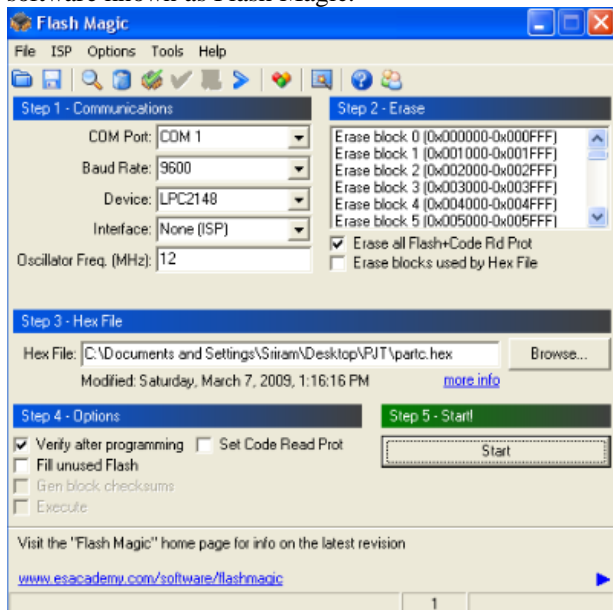 software known as Flash Magic.
Flash Magic
File ISP Options Tools Help
Step 1 - Communications
COM Port: COM 1
Baud Rate: 9600
Device: LPC2148
Interface: None (ISP)
Oscillator Freq. (MHz): 12
Step 2 - Erase
Erase block 0 (0x000000-0x000FFF)
Erase block 1 (0x001000-0x001FFF)
Erase block 2 (0x002000-0x002FFF)
Erase block 3 (0x003000-0x003FFF)
Erase block 4 (0x004000-0x004FFF)
Erase block 5 (0x005000-0x005FFF)
Erase all Flash+Code Rd Prot
Erase blocks used by Hex File
Step 3 - Hex File
Hex File: C:\Documents and Settings\Sriram\Desktop\PJT\partc.hex Browse...
Modified: Saturday, March 7, 2009, 1:16:16 PM more info
Step 4 - Options
Verify after programming Set Code Read Prot
Fill unused Flash
Gen block checksums
Execute
Step 5 - Start!
Start
Visit the "Flash Magic" home page for info on the latest revision
www.esacademy.com/software/flashmagic
1